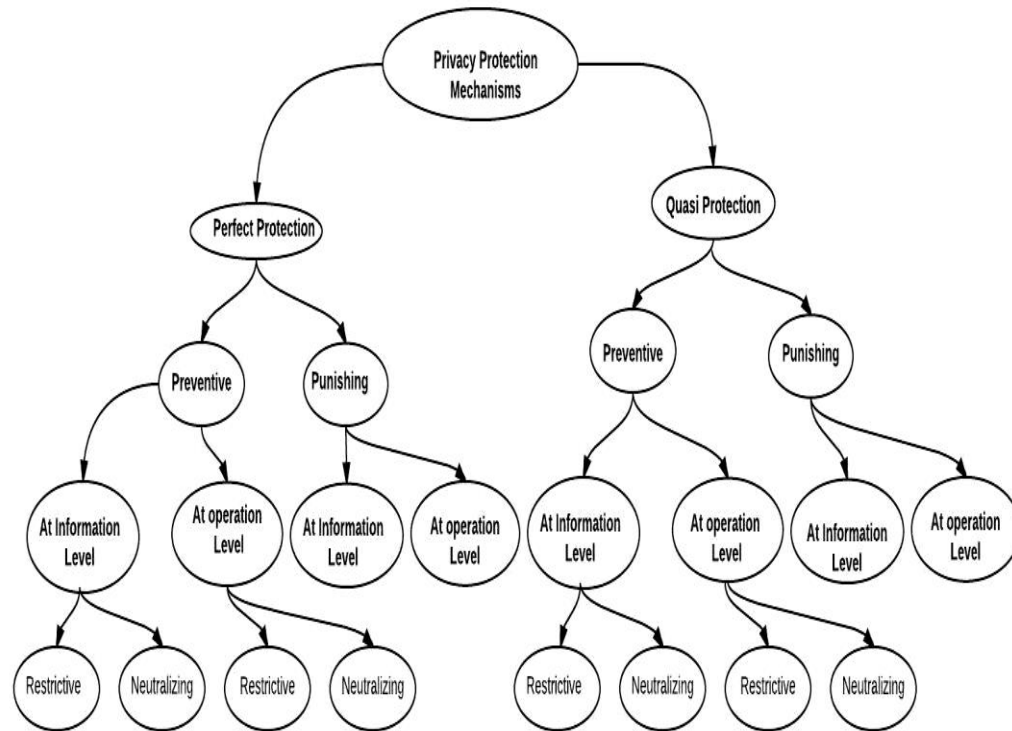 Privacy Protection
Mechanisms
Perfect Protection
Quasi Protection
Preventive
Punishing
Preventive
Punishing
At Information
Level
At operation
Level
At Information
Level
At operation
Level
At Information
Level
At operation
Level
At Information
Level
At operation
Level
Restrictive
Neutralizing
Restrictive
Neutralizing
Restrictive
Neutralizing
Restrictive
Neutralizing